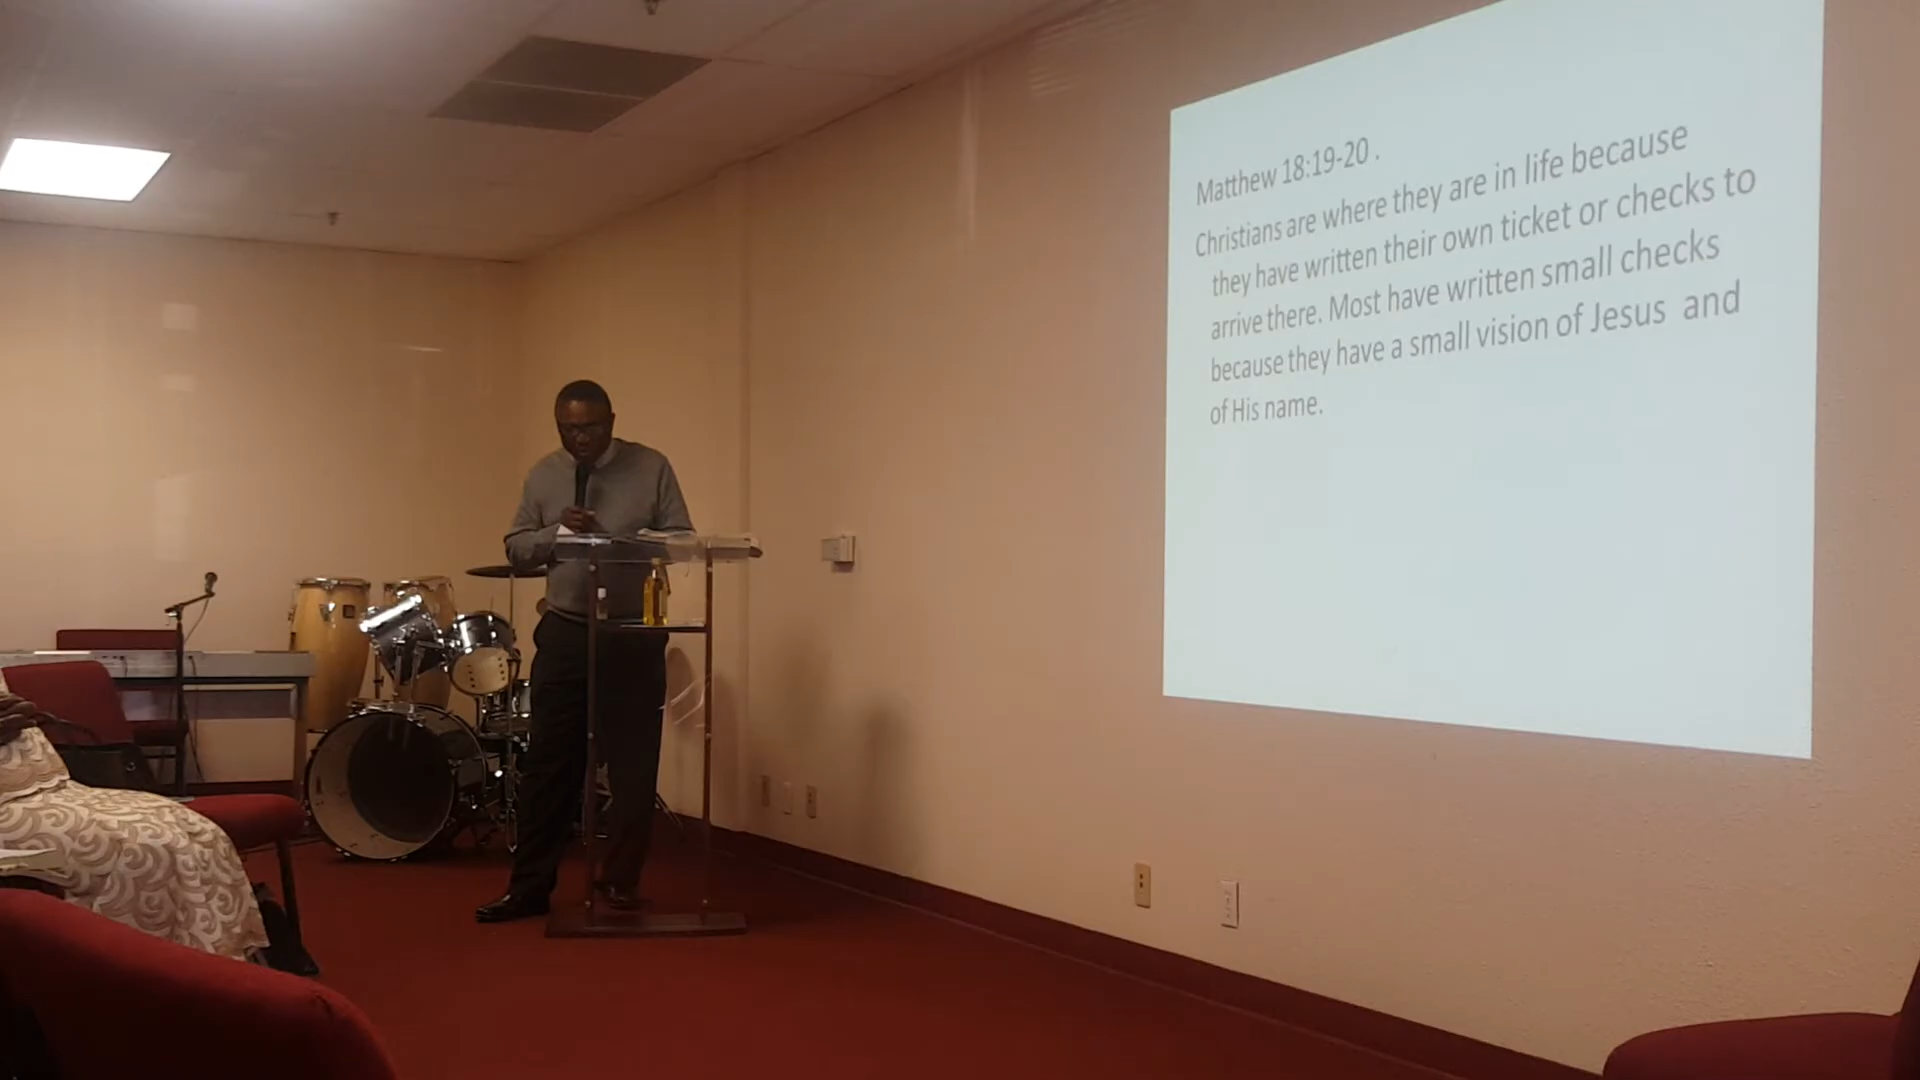 Matthew 18:19-20 .
Christians are where they are in life because
they have written their own ticket or checks to
arrive there. Most have written small checks
because they have a small vision of Jesus and
of His name.